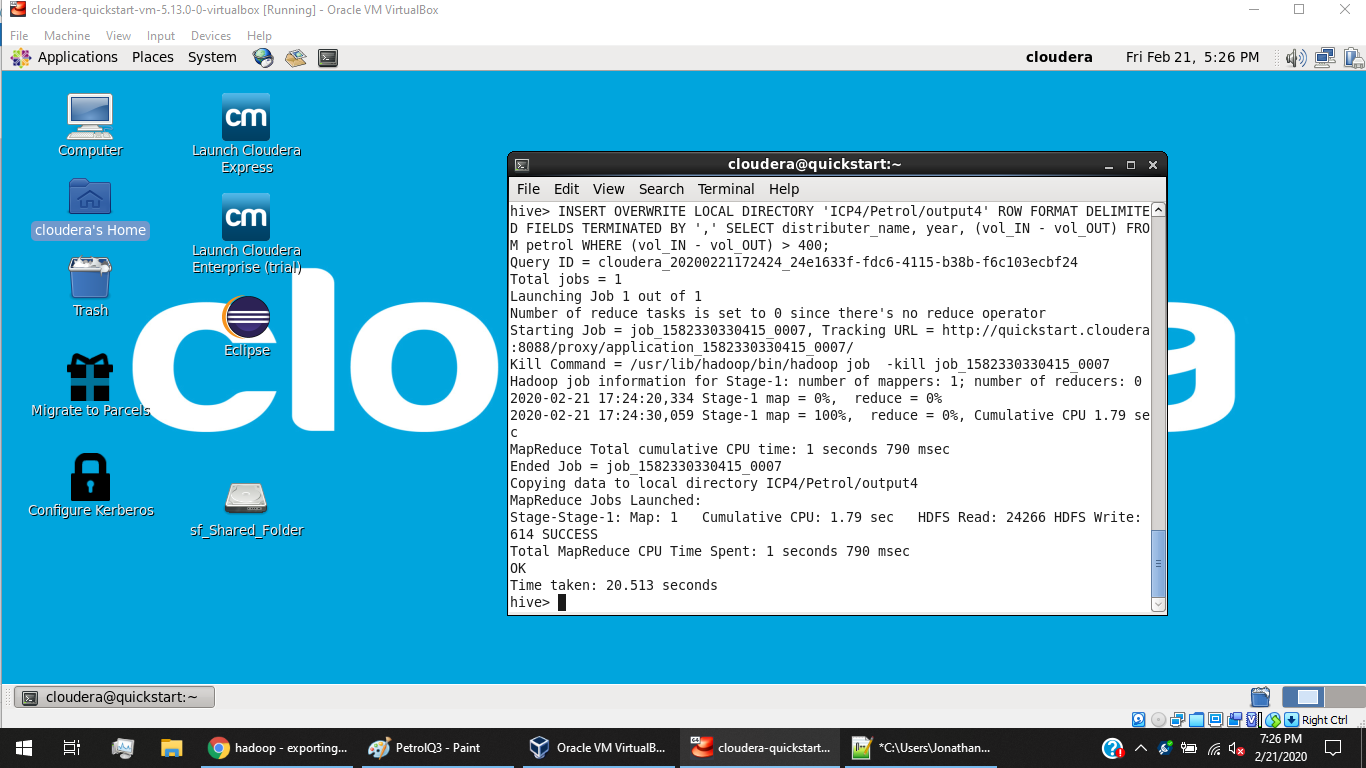 cloudera-quickstart-vm-5.13.0-0-virtualbox [Running] - Oracle VM VirtualBox
File Machine View Input Devices Help
Applications Places System
cloudera
Fri Feb 21, 5:26 PM
Computer
Launch Cloudera
Express
cloudera's Home
Launch Cloudera
Enterprise (trial)
Trash
Eclipse
Migrate to Parcels
Configure Kerberos
sf_Shared_Folder
cm
cm
clo
a
cloudera@quickstart:~
File Edit View Search Terminal Help
hive> INSERT OVERWRITE LOCAL DIRECTORY 'ICP4/Petrol/output4' ROW FORMAT DELIMITE
D FIELDS TERMINATED BY ',' SELECT distributer_name, year, (vol_IN - vol_OUT) FRO
M petrol WHERE (vol_IN - vol_OUT) > 400;
Query ID = cloudera_20200221172424_24e1633f-fdc6-4115-b38b-f6c103ecbf24
Total jobs = 1
Launching Job 1 out of 1
Number of reduce tasks is set to 0 since there's no reduce operator
Starting Job = job_1582330330415_0007, Tracking URL = http://quickstart.cloudera
:8088/proxy/application_1582330330415_0007/
Kill Command = /usr/lib/hadoop/bin/hadoop job  -kill job_1582330330415_0007
Hadoop job information for Stage-1: number of mappers: 1; number of reducers: 0
2020-02-21 17:24:20,334 Stage-1 map = 0%,  reduce = 0%
2020-02-21 17:24:30,059 Stage-1 map = 100%,  reduce = 0%, Cumulative CPU 1.79 se
c
MapReduce Total cumulative CPU time: 1 seconds 790 msec
Ended Job = job_1582330330415_0007
Copying data to local directory ICP4/Petrol/output4
MapReduce Jobs Launched:
Stage-Stage-1: Map: 1   Cumulative CPU: 1.79 sec   HDFS Read: 24266 HDFS Write:
614 SUCCESS
Total MapReduce CPU Time Spent: 1 seconds 790 msec
OK
Time taken: 20.513 seconds
hive>
cloudera@quickstart:~
Right Ctrl
hadoop - exporting...
PetrolQ3 - Paint
Oracle VM VirtualB...
cloudera-quickstart...
*C:\Users\Jonathan...
7:26 PM
2/21/2020